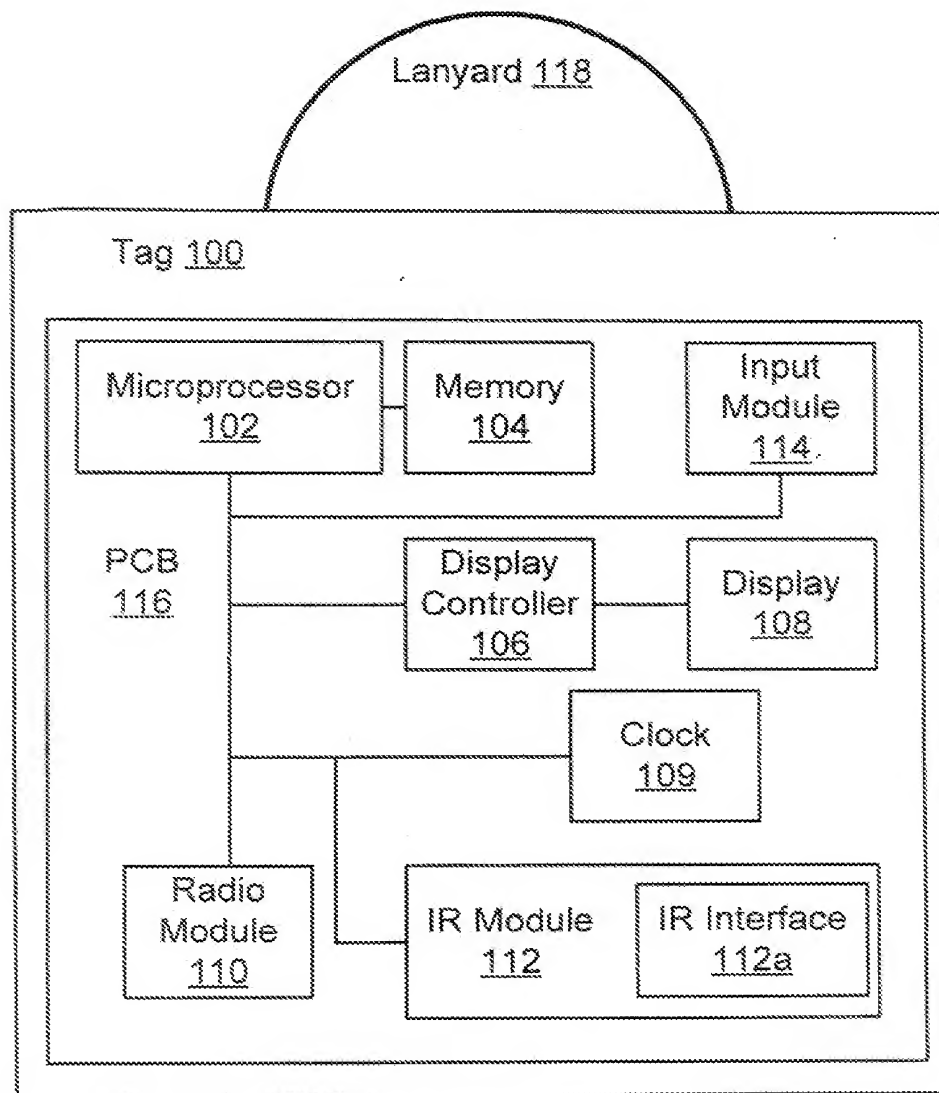 Lanyard 118
Tag 100
Microprocessor
102
Memory
104
Input
Module
114
PCB
116
Display
Controller
106
Display
108
Clock
109
Radio
Module
110
IR Module
112
IR Interface
112a